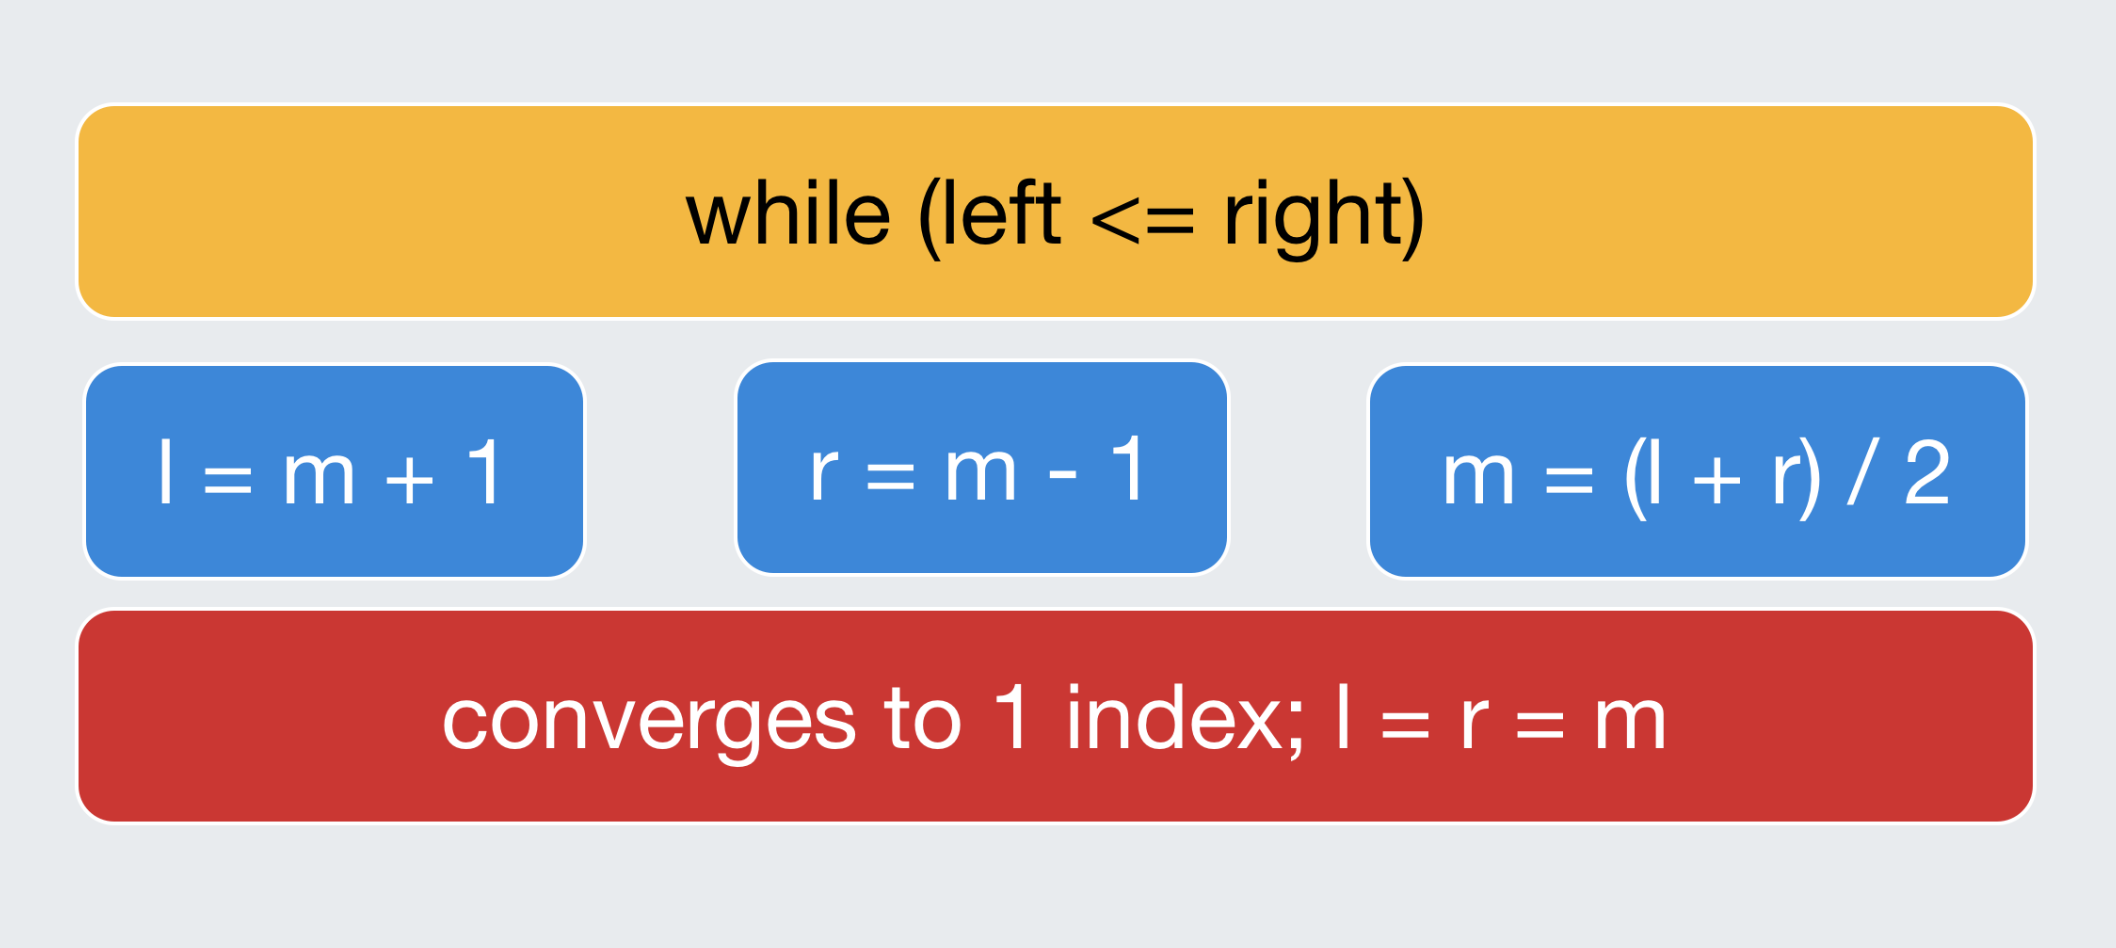 while (left <= right)
l = m + 1
r = m - 1
m = (l + r) / 2
converges to 1 index; l = r = m